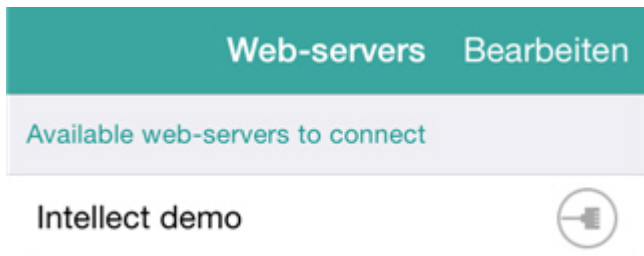 Web-servers Bearbeiten
Available web-servers to connect
Intellect demo